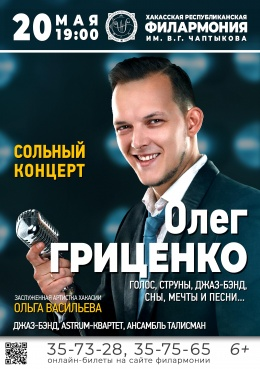 20 МАЯ
19:00
ХАКАССКАЯ РЕСПУБЛИКАНСКАЯ
ФИЛАРМОНИЯ
ИМ. В.Г. ЧАПТЫКОВА
СОЛЬНЫЙ
КОНЦЕРТ
Олег
ГРИЦЕНКО
ГОЛОС, СТРУНЫ, ДЖАЗ-БЭНД,
СНЫ, МЕЧТЫ И ПЕСНИ...
ЗАСЛУЖЕННАЯ АРТИСТКА ХАКАСИИ
ОЛЬГА ВАСИЛЬЕВА
ДЖАЗ-БЭНД, ASTRUM-КВАРТЕТ, АНСАМБЛЬ ТАЛИСМАН
35-73-28, 35-75-65 6+
онлайн-билеты на сайте филармонии